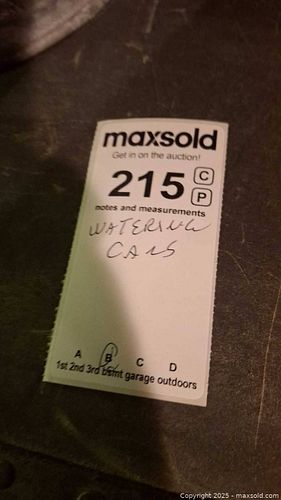 maxsold
Get in on the auction!
215 C
P
notes and measurements
WATERING
CANS
A B C D
1st 2nd 3rd bsmt garage outdoors
Copyright 2025 - maxsold.com